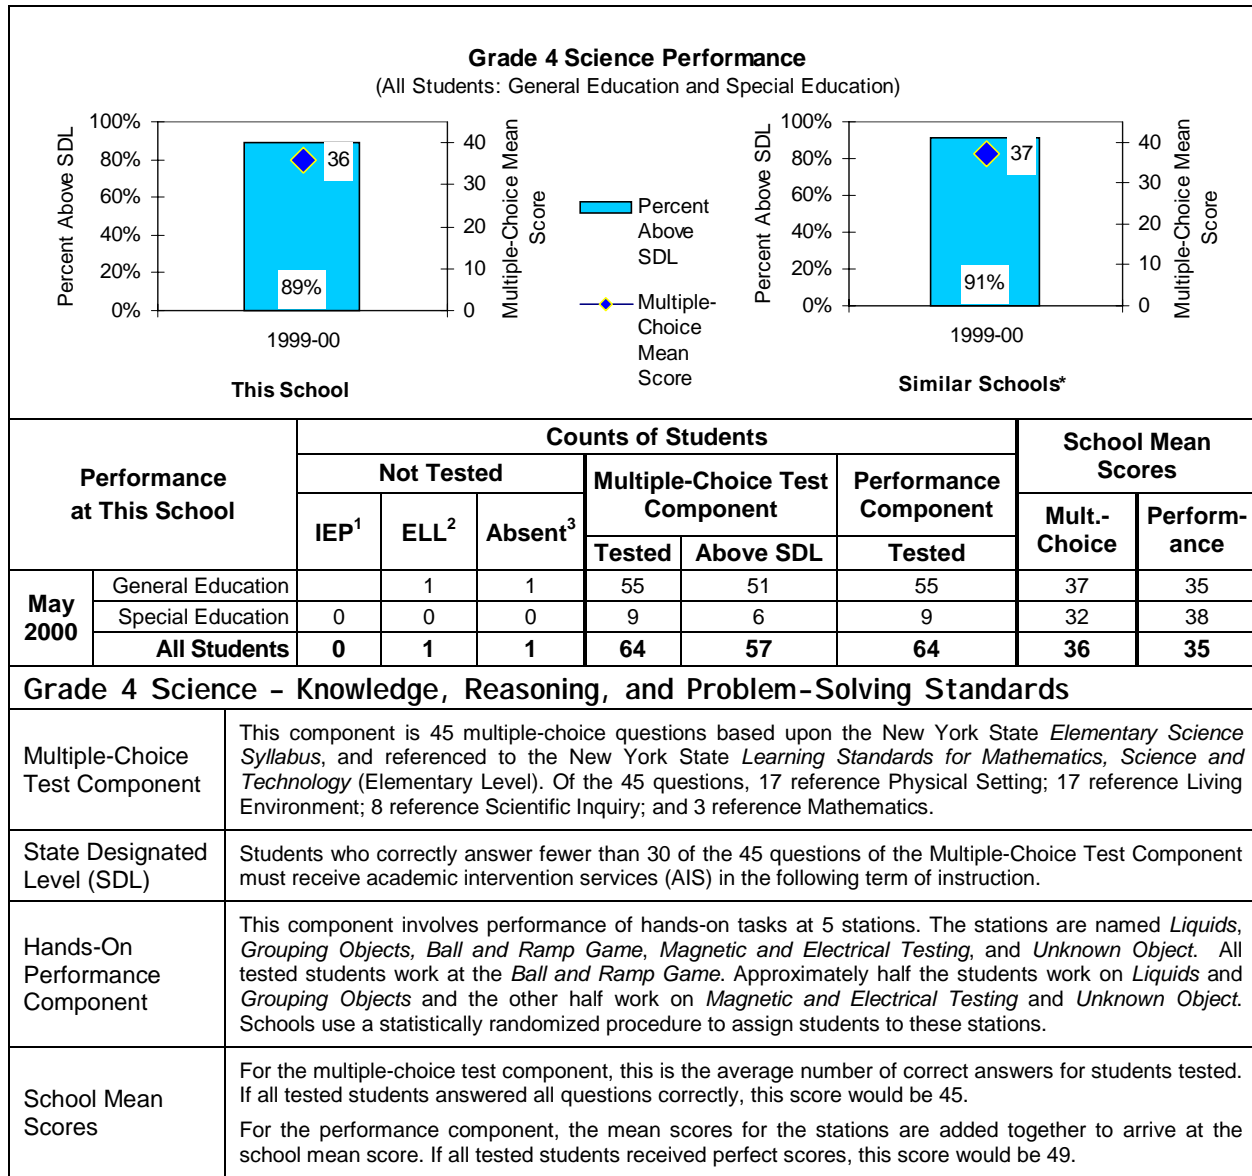 Grade 4 Science Performance
(All Students: General Education and Special Education)
Percent Above SDL
100%
80%
60%
40%
20%
0%
36
89%
40
30
20
10
0
Multiple-Choice Mean
Score
1999-00
This School
Percent
Above
SDL
Multiple-
Choice
Mean
Score
Percent Above SDL
100%
80%
60%
40%
20%
0%
37
91%
40
30
20
10
0
Multiple-Choice Mean
Score
1999-00
Similar Schools*
Performance
at This School
Counts of Students
School Mean
Scores
Not Tested
Multiple-Choice Test
Component
Performance
Component
IEP1 ELL2 Absent3
Tested Above SDL Tested
Mult.-
Choice
Perform-
ance
May
2000
General Education 1 1 55 51 55 37 35
Special Education 0 0 0 9 6 9 32 38
All Students 0 1 1 64 57 64 36 35
Grade 4 Science – Knowledge, Reasoning, and Problem-Solving Standards
Multiple-Choice
Test Component
This component is 45 multiple-choice questions based upon the New York State Elementary Science
Syllabus, and referenced to the New York State Learning Standards for Mathematics, Science and
Technology (Elementary Level). Of the 45 questions, 17 reference Physical Setting; 17 reference Living
Environment; 8 reference Scientific Inquiry; and 3 reference Mathematics.
State Designated
Level (SDL)
Students who correctly answer fewer than 30 of the 45 questions of the Multiple-Choice Test Component
must receive academic intervention services (AIS) in the following term of instruction.
Hands-On
Performance
Component
This component involves performance of hands-on tasks at 5 stations. The stations are named Liquids,
Grouping Objects, Ball and Ramp Game, Magnetic and Electrical Testing, and Unknown Object. All
tested students work at the Ball and Ramp Game. Approximately half the students work on Liquids and
Grouping Objects and the other half work on Magnetic and Electrical Testing and Unknown Object.
Schools use a statistically randomized procedure to assign students to these stations.
School Mean
Scores
For the multiple-choice test component, this is the average number of correct answers for students tested.
If all tested students answered all questions correctly, this score would be 45.
For the performance component, the mean scores for the stations are added together to arrive at the
school mean score. If all tested students received perfect scores, this score would be 49.